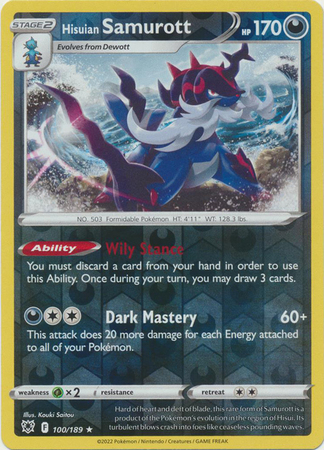 STAGE 2
Hisuian Samurott HP 170
Evolves from Dewott
NO. 503 Formidable Pokémon HT. 4'11" WT. 128.3 lbs.
Ability Wily Stance
You must discard a card from your hand in order to use
this Ability. Once during your turn, you may draw 3 cards.
Dark Mastery 60+
This attack does 20 more damage for each Energy attached
to all of your Pokémon.
weakness ×2 resistance retreat
Illus. Kouki Saitou
F 100/189 ★
Hard of heart and deft of blade, this rare form of Samurott is a
product of the Pokémon's evolution in the region of Hisui. Its
turbulent blows crash into foes like ceaseless pounding waves.
©2022 Pokémon / Nintendo / Creatures / GAME FREAK